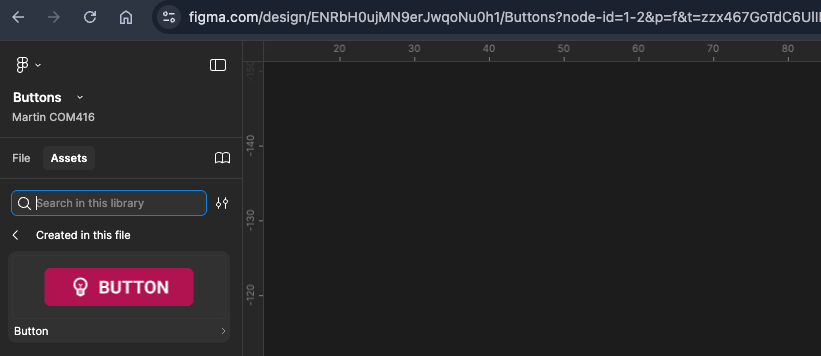 figma.com/design/ENRbH0ujMN9erJwqoNu0h1/Buttons?node-id=1-2&p=f&t=zzx467GoTdC6UlI
20 30 40 50 60 70 80
Buttons
Martin COM416
File Assets
Search in this library
Created in this file
BUTTON
Button
-150
-140
-130
-120